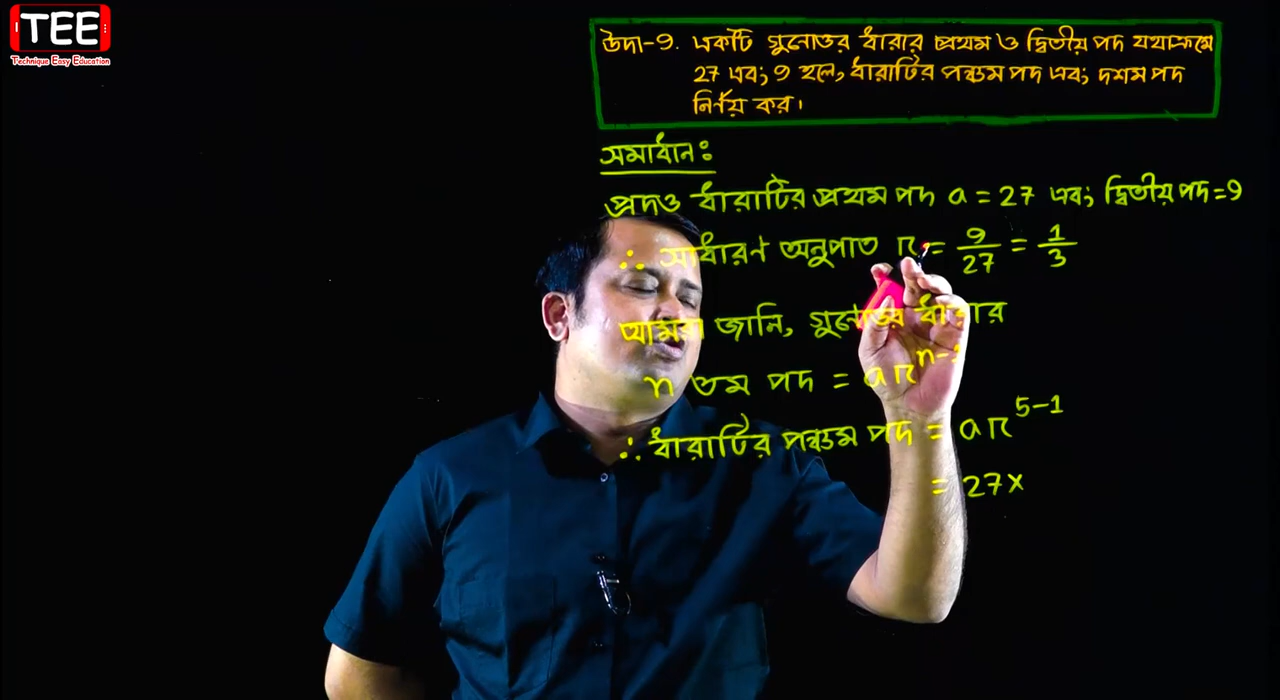 TEE
Technique Easy Education
উদা-9. একটি গুনোত্তর ধারার প্রথম ও দ্বিতীয় পদ যথাক্রমে
27 এবং 9 হলে, ধারাটির পঞ্চম পদ এবং দশম পদ
নির্ণয় কর।
সমাধান:
প্রদত্ত ধারাটির প্রথম পদ a = 27 এবং দ্বিতীয় পদ = 9
∴ সাধারণ অনুপাত r = 9/27 = 1/3
আমরা জানি, গুনোত্তর ধারার
n তম পদ = ar^n-1
∴ ধারাটির পঞ্চম পদ = ar^5-1
= 27×